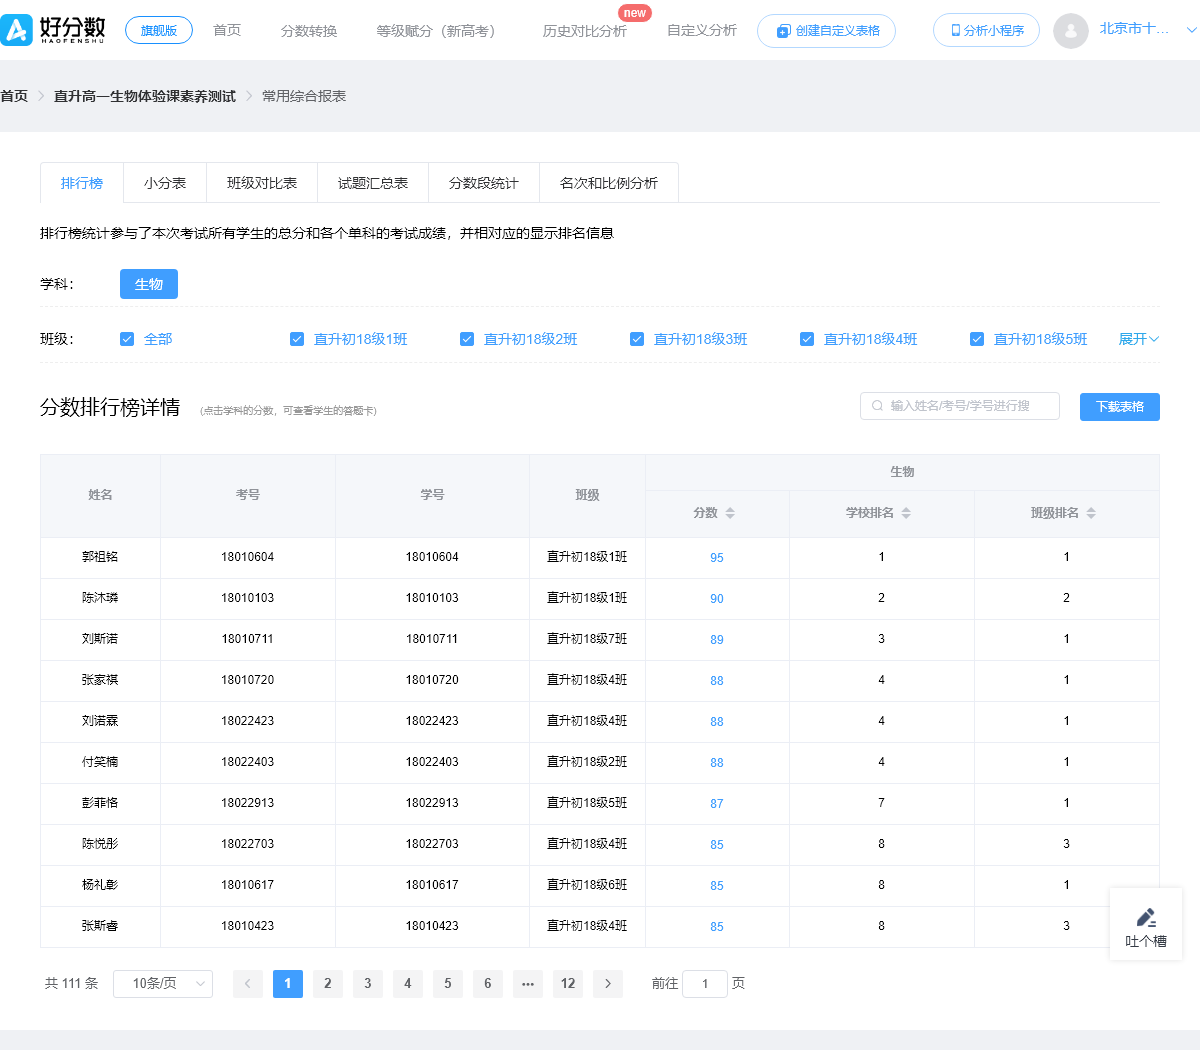 好分数
HAOFENSHU
旗舰版 首页 分数转换 等级赋分（新高考） 历史对比分析 new 自定义分析 创建自定义表格 分析小程序 北京市十...
首页 > 直升高一生物体验课素养测试 > 常用综合报表
排行榜 小分表 班级对比表 试题汇总表 分数段统计 名次和比例分析
排行榜统计参与了本次考试所有学生的总分和各个单科的考试成绩，并相对应的显示排名信息
学科： 生物
班级： 全部 直升初18级1班 直升初18级2班 直升初18级3班 直升初18级4班 直升初18级5班 展开
分数排行榜详情 （点击学科的分数，可查看学生的答题卡） 输入姓名/考号/学号进行搜 下载表格
姓名 考号 学号 班级 生物
分数 学校排名 班级排名
郭祖铭 18010604 18010604 直升初18级1班 95 1 1
陈沐璘 18010103 18010103 直升初18级1班 90 2 2
刘斯诺 18010711 18010711 直升初18级7班 89 3 1
张家祺 18010720 18010720 直升初18级4班 88 4 1
刘诺霖 18022423 18022423 直升初18级4班 88 4 1
付笑楠 18022403 18022403 直升初18级2班 88 4 1
彭菲恪 18022913 18022913 直升初18级5班 87 7 1
陈悦彤 18022703 18022703 直升初18级4班 85 8 3
杨礼彰 18010617 18010617 直升初18级6班 85 8 1
张斯睿 18010423 18010423 直升初18级4班 85 8 3
吐个槽
共 111 条 10条/页 < 1 2 3 4 5 6 ••• 12 > 前往 1 页